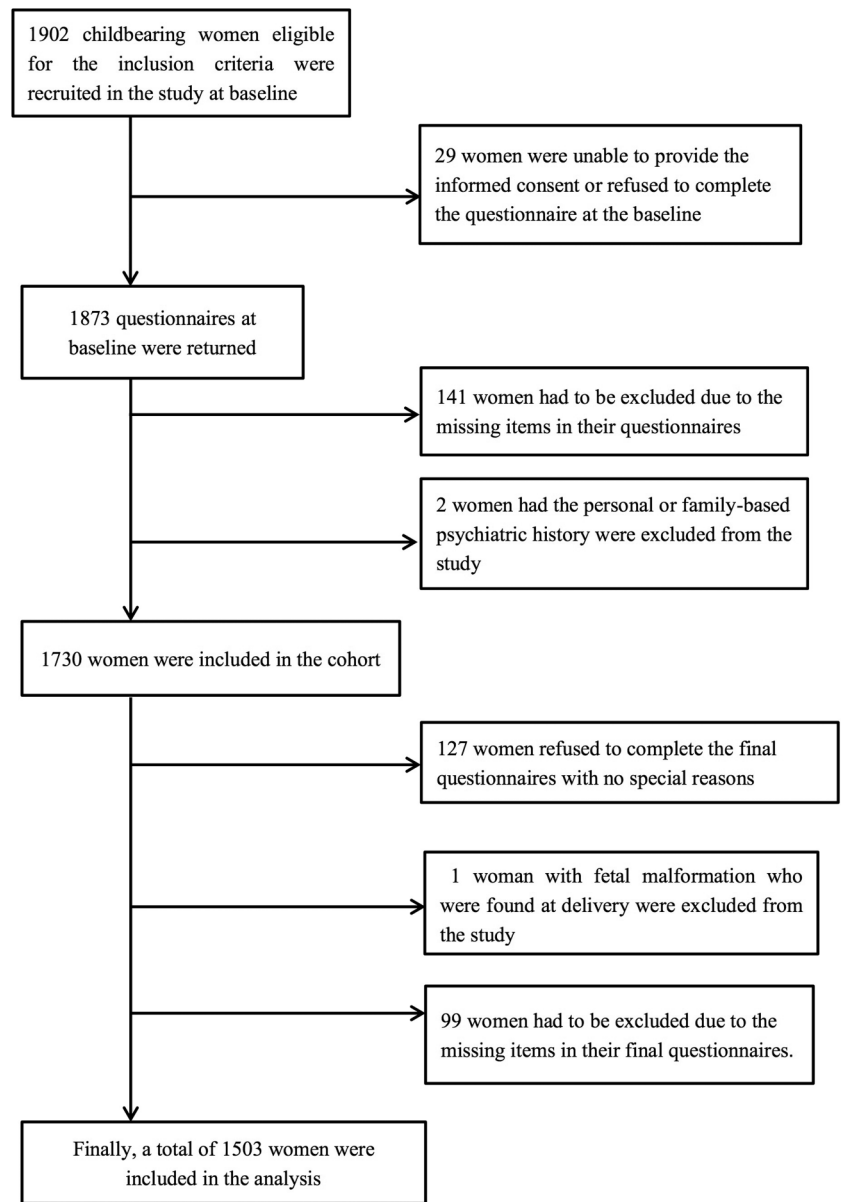 1902 childbearing women eligible
for the inclusion criteria were
recruited in the study at baseline
29 women were unable to provide the
informed consent or refused to complete
the questionnaire at the baseline
1873 questionnaires at
baseline were returned
141 women had to be excluded due to the
missing items in their questionnaires
2 women had the personal or family-based
psychiatric history were excluded from the
study
1730 women were included in the cohort
127 women refused to complete the final
questionnaires with no special reasons
1 woman with fetal malformation who
were found at delivery were excluded from
the study
99 women had to be excluded due to the
missing items in their final questionnaires.
Finally, a total of 1503 women were
included in the analysis